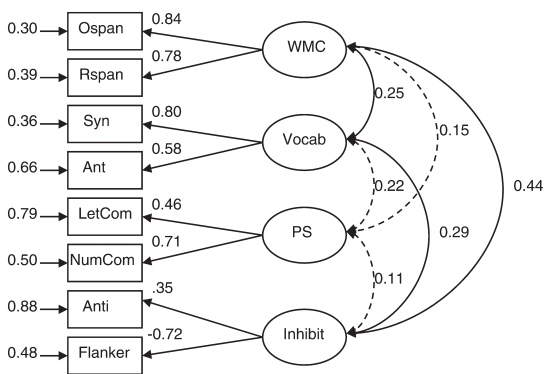 0.30 Ospan 0.84
WMC
0.39 Rspan 0.78
0.25
0.36 Syn 0.80
0.15
Vocab
0.66 Ant 0.58
0.22
0.44
0.79 LetCom 0.46
PS
0.29
0.50 NumCom 0.71
0.11
0.88 Anti .35
Inhibit
0.48 Flanker -0.72